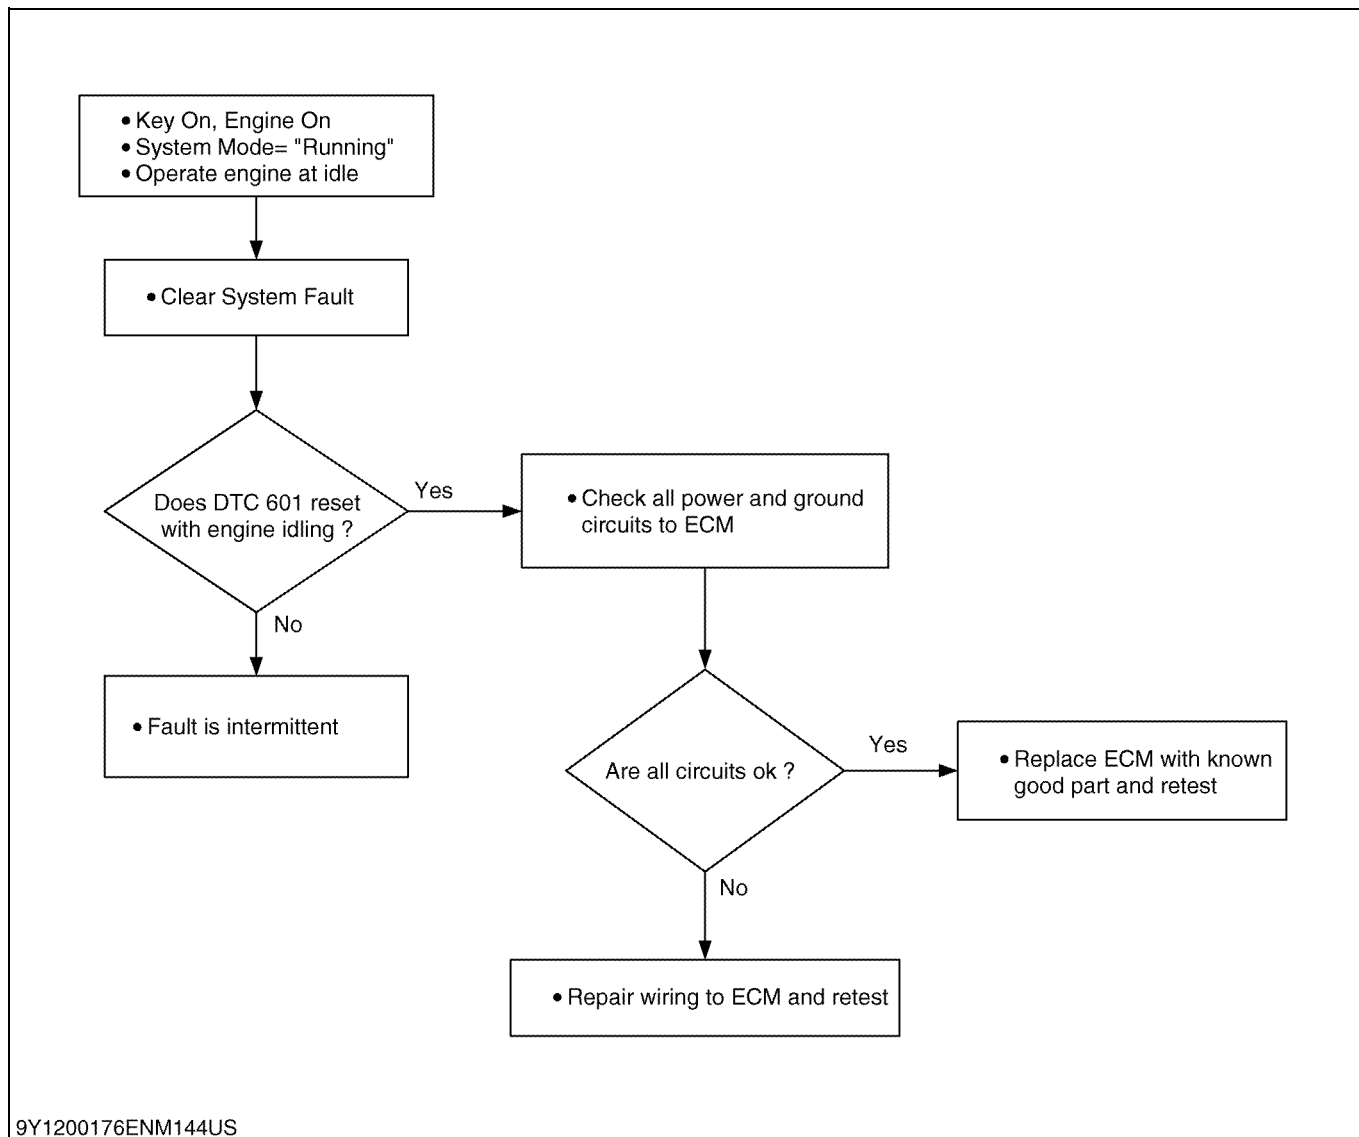 • Key On, Engine On
• System Mode= "Running"
• Operate engine at idle
• Clear System Fault
Does DTC 601 reset
with engine idling ?
Yes
• Check all power and ground
circuits to ECM
No
• Fault is intermittent
Are all circuits ok ?
Yes
• Replace ECM with known
good part and retest
No
• Repair wiring to ECM and retest
9Y1200176ENM144US